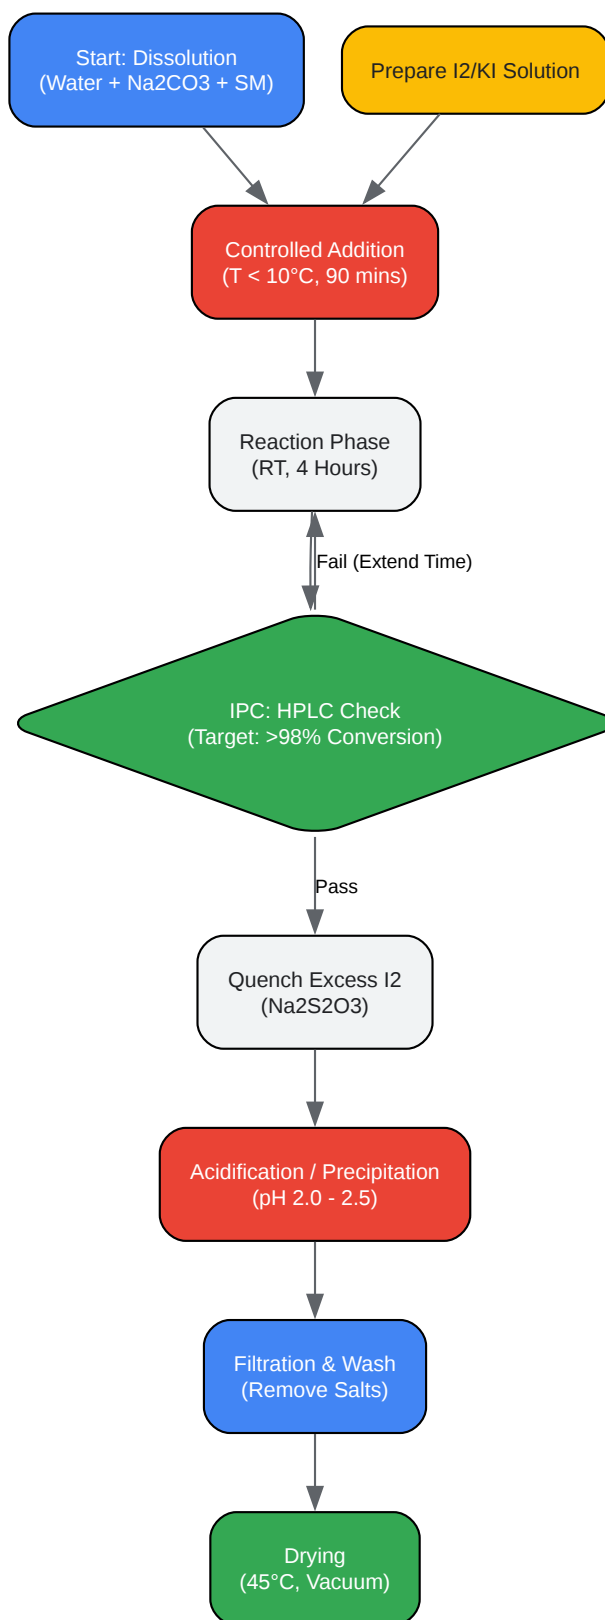 Start: Dissolution
(Water + Na2CO3 + SM)
Prepare I2/KI Solution
Controlled Addition
(T < 10°C, 90 mins)
Reaction Phase
(RT, 4 Hours)
Fail (Extend Time)
IPC: HPLC Check
(Target: >98% Conversion)
Pass
Quench Excess I2
(Na2S2O3)
Acidification / Precipitation
(pH 2.0 - 2.5)
Filtration & Wash
(Remove Salts)
Drying
(45°C, Vacuum)